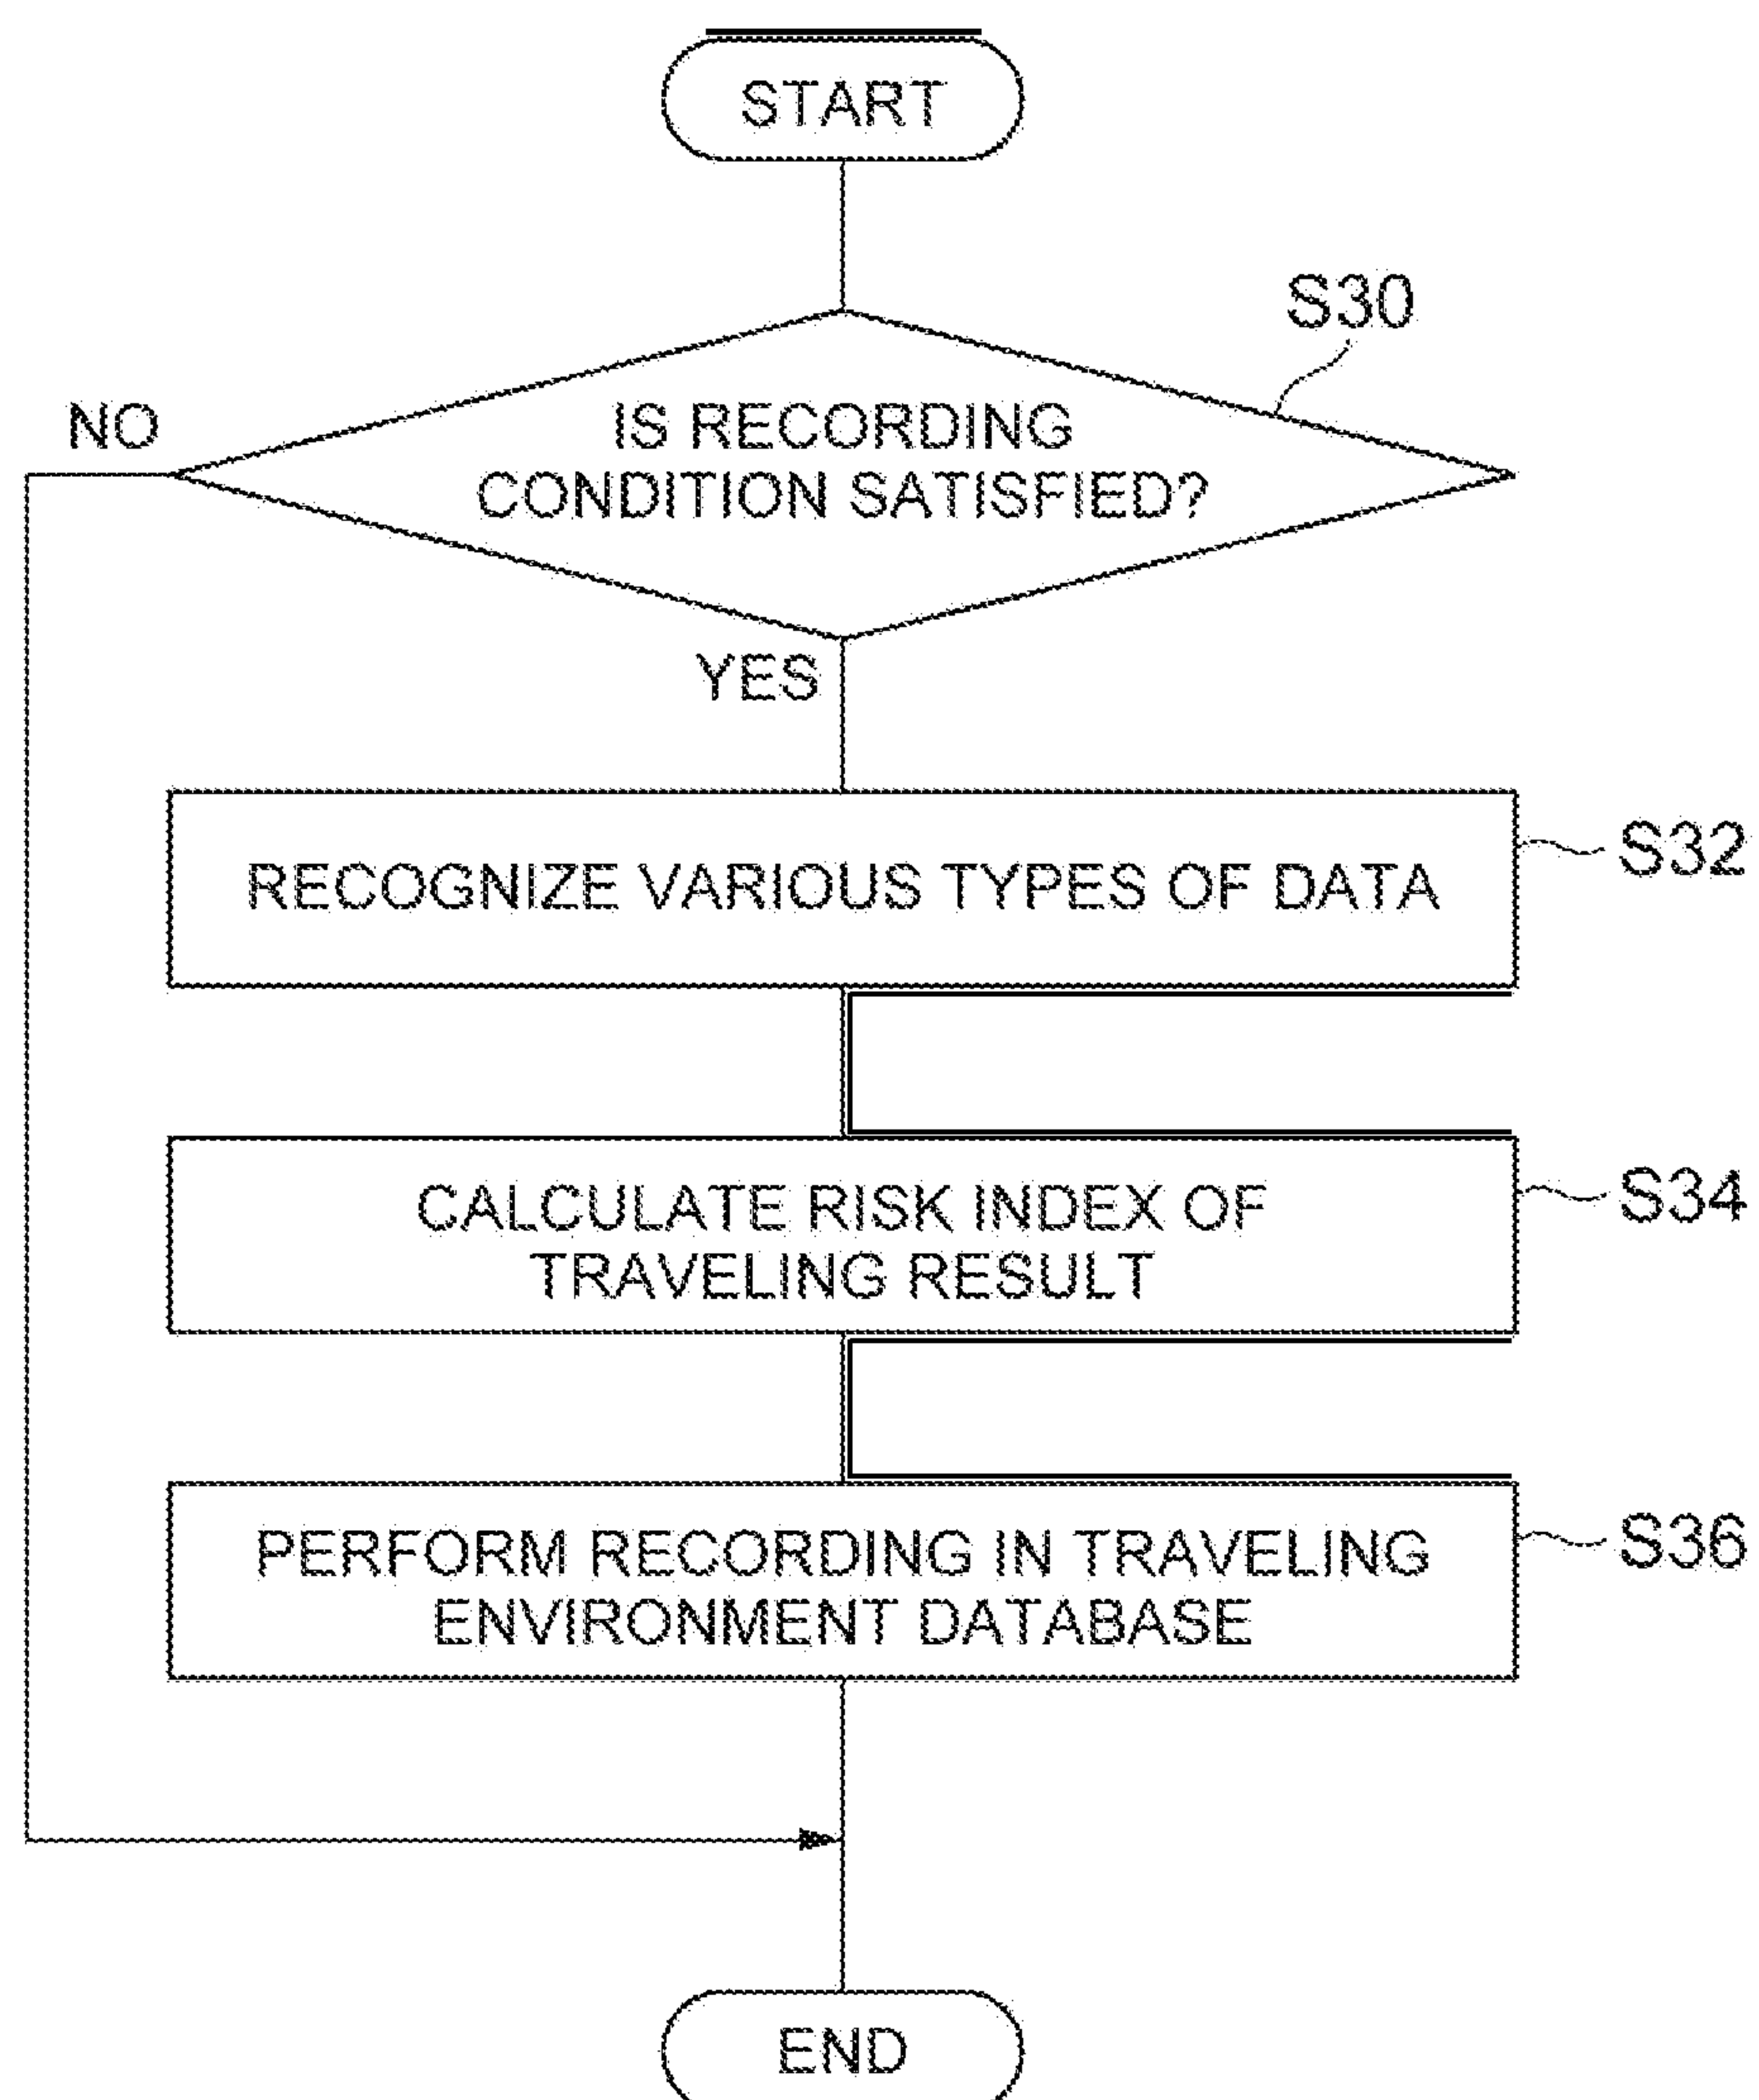 START
S30
NO
IS RECORDING
CONDITION SATISFIED?
YES
RECOGNIZE VARIOUS TYPES OF DATA
S32
CALCULATE RISK INDEX OF
TRAVELING RESULT
S34
PERFORM RECORDING IN TRAVELING
ENVIRONMENT DATABASE
S36
END